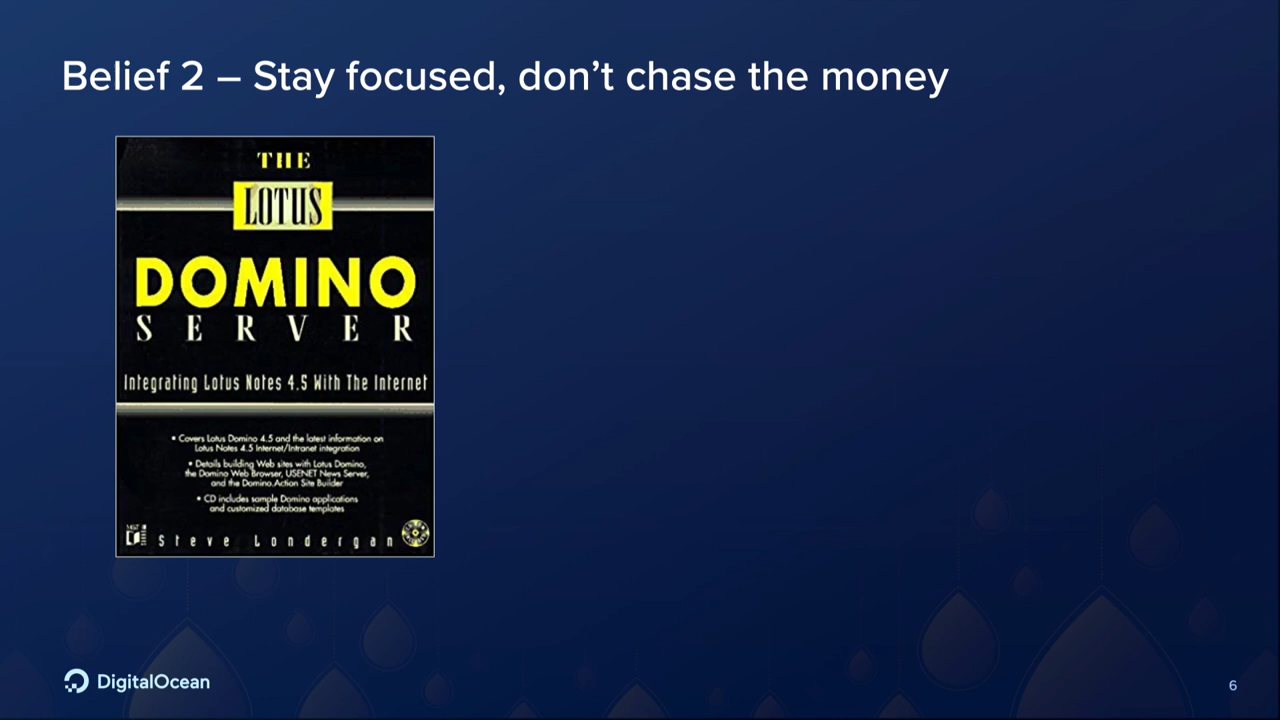 Belief 2 – Stay focused, don’t chase the money
THE
LOTUS
DOMINO
SERVER
Integrating Lotus Notes 4.5 With The Internet
• Covers Lotus Domino 4.5 and the latest information on
Lotus Notes 4.5 Internet/Intranet integration
• Details building Web sites with Lotus Domino,
the Domino Web Browser, USENET News Server,
and the Domino.Action Site Builder
• CD includes sample Domino applications
and customized database templates
Steve Londergan
DigitalOcean
6